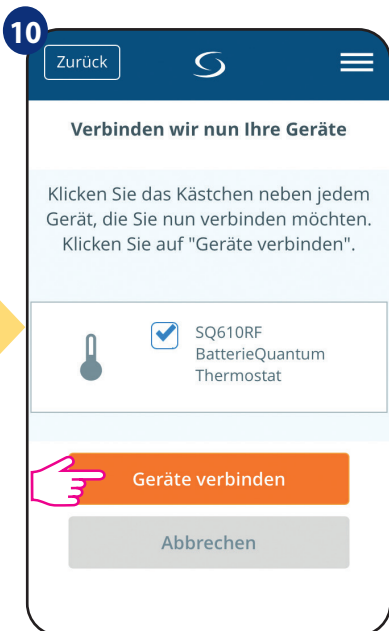 10
Zurück
Verbinden wir nun Ihre Geräte
Klicken Sie das Kästchen neben jedem
Gerät, die Sie nun verbinden möchten.
Klicken Sie auf "Geräte verbinden".
SQ610RF
BatterieQuantum
Thermostat
Geräte verbinden
Abbrechen